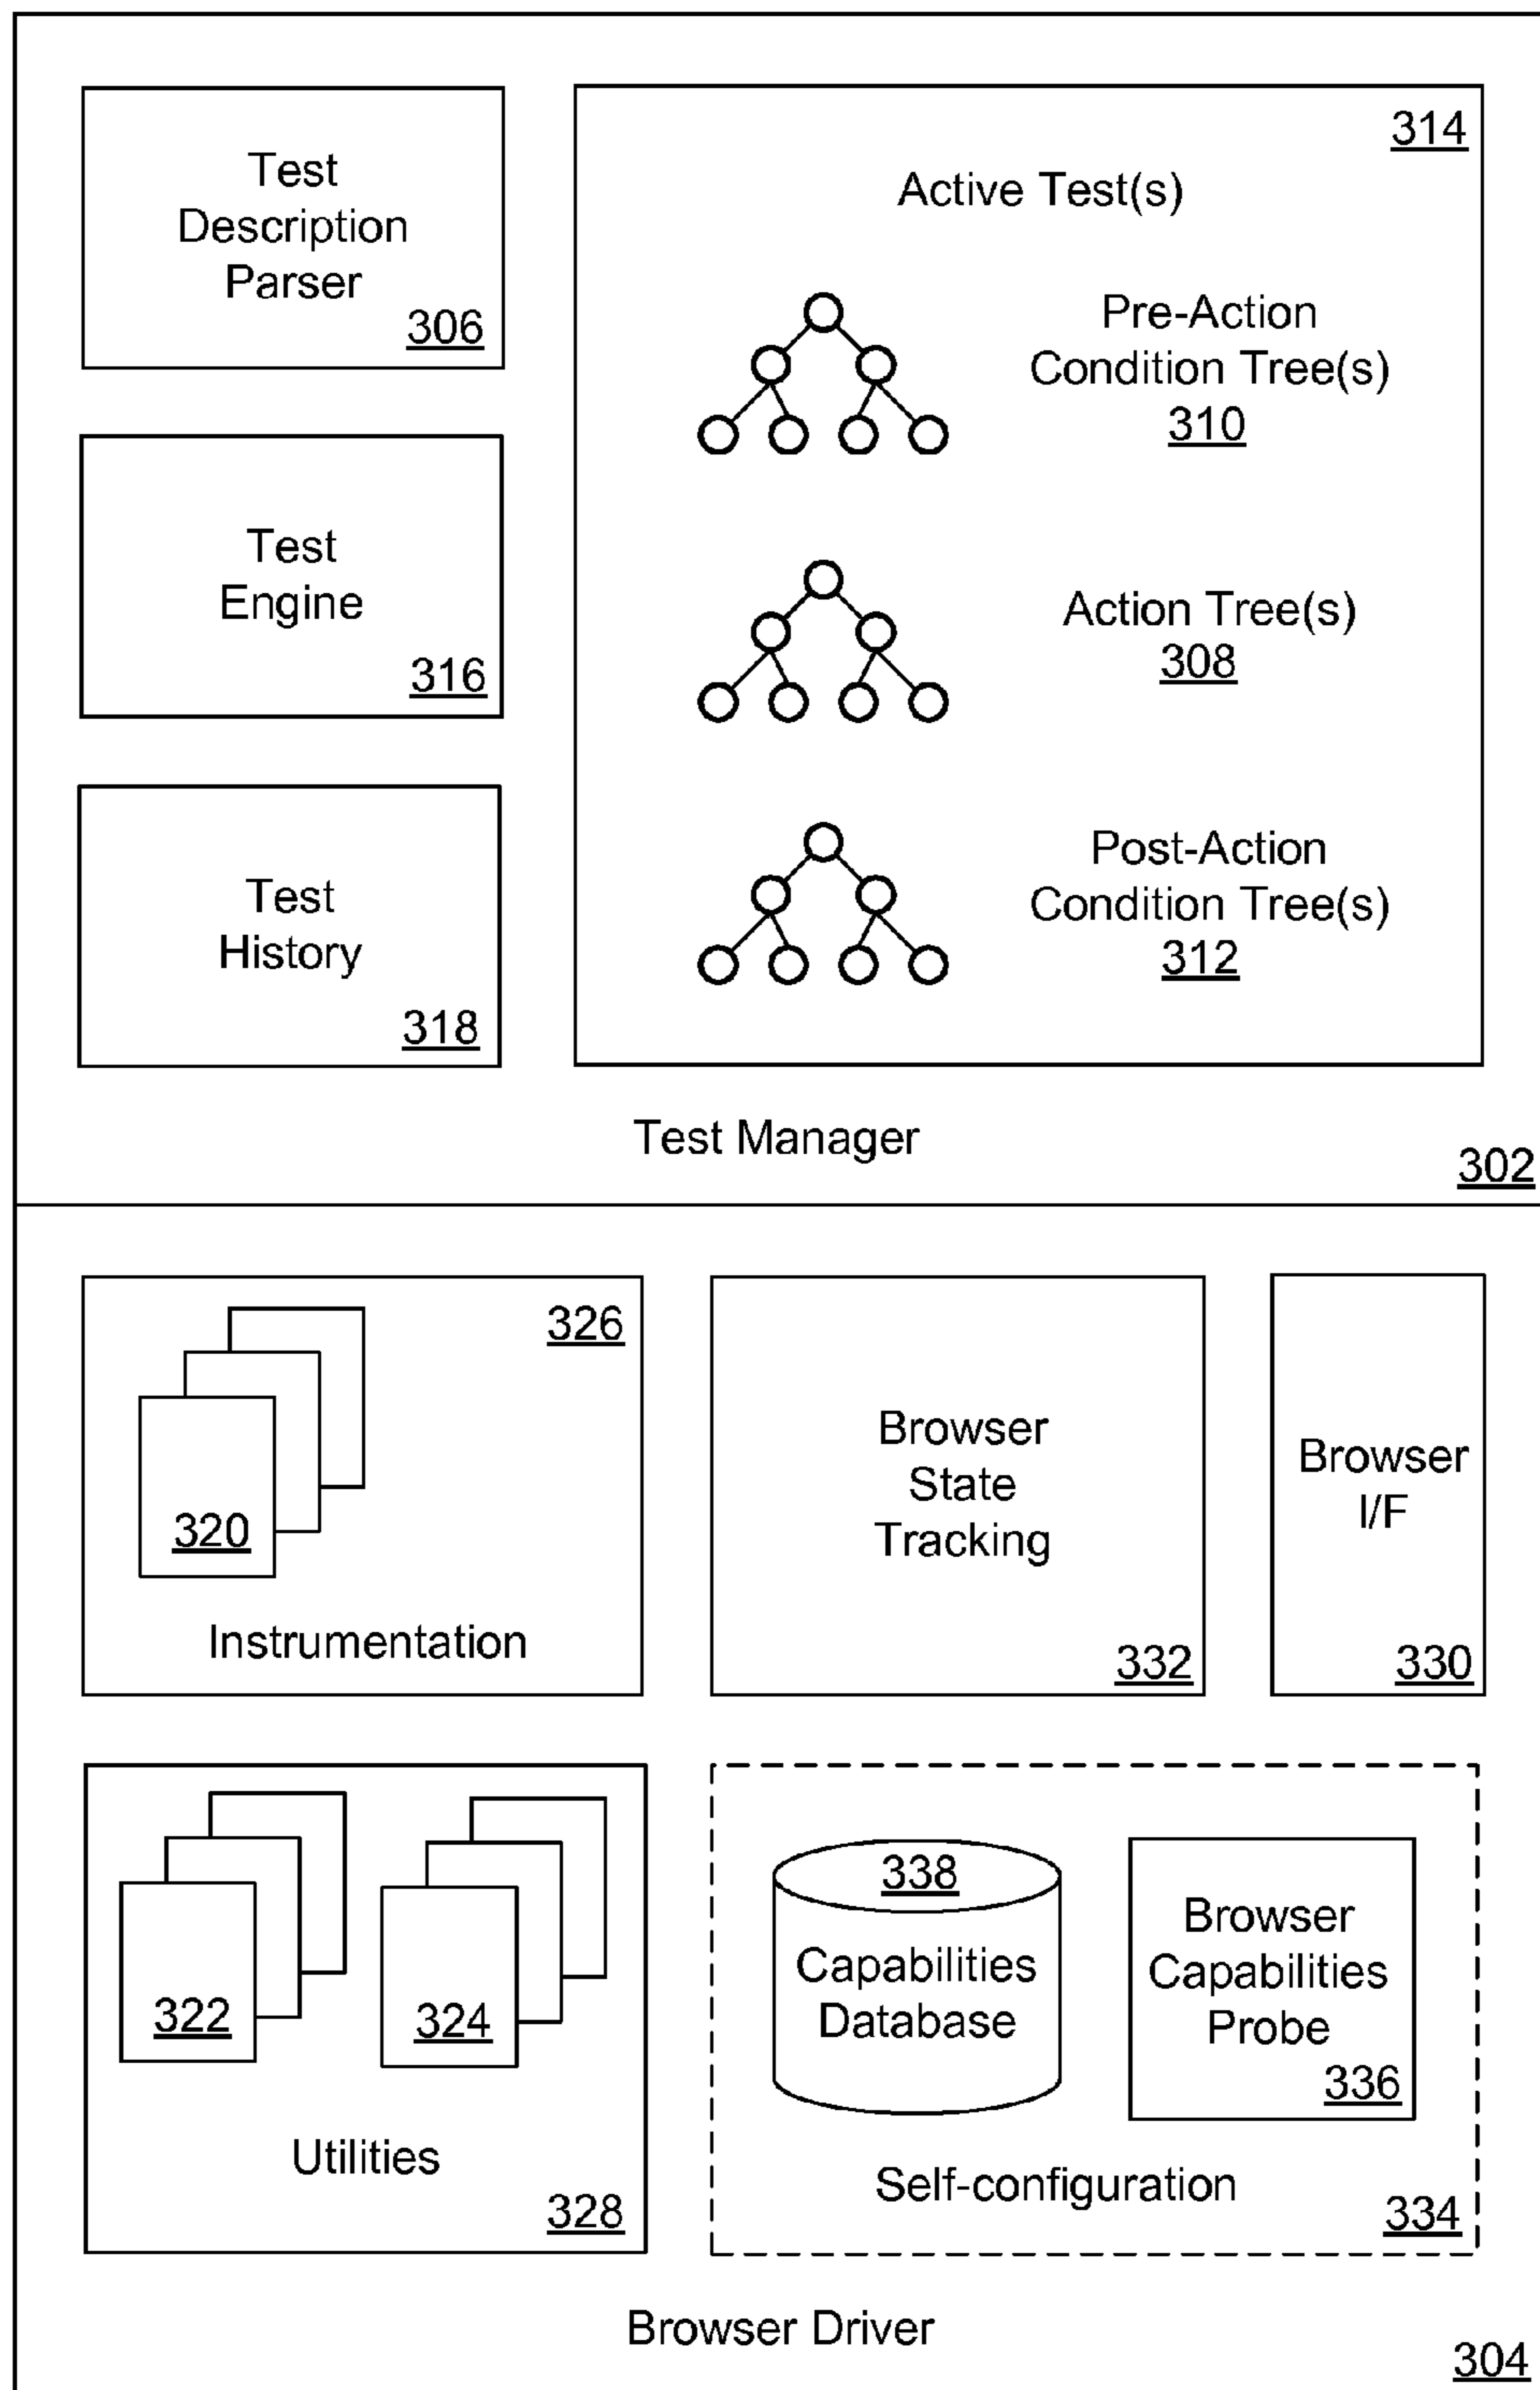 Test
Description
Parser
306
314
Active Test(s)
Pre-Action
Condition Tree(s)
310
Test
Engine
316
Action Tree(s)
308
Test
History
318
Post-Action
Condition Tree(s)
312
Test Manager
302
326
320
Instrumentation
Browser
State
Tracking
332
Browser
I/F
330
322
324
Utilities
328
338
Capabilities
Database
Browser
Capabilities
Probe
336
Self-configuration
334
Browser Driver
304